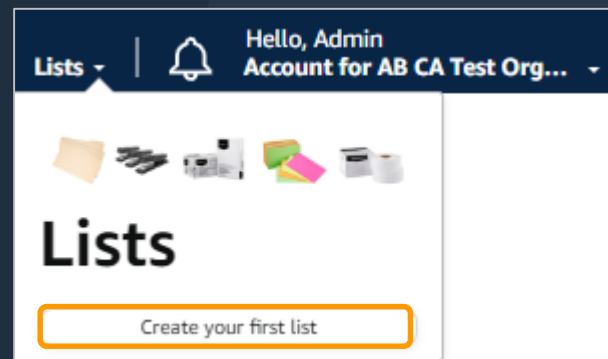 Hello, Admin
Lists
Account for AB CA Test Org...
Lists
Create your first list